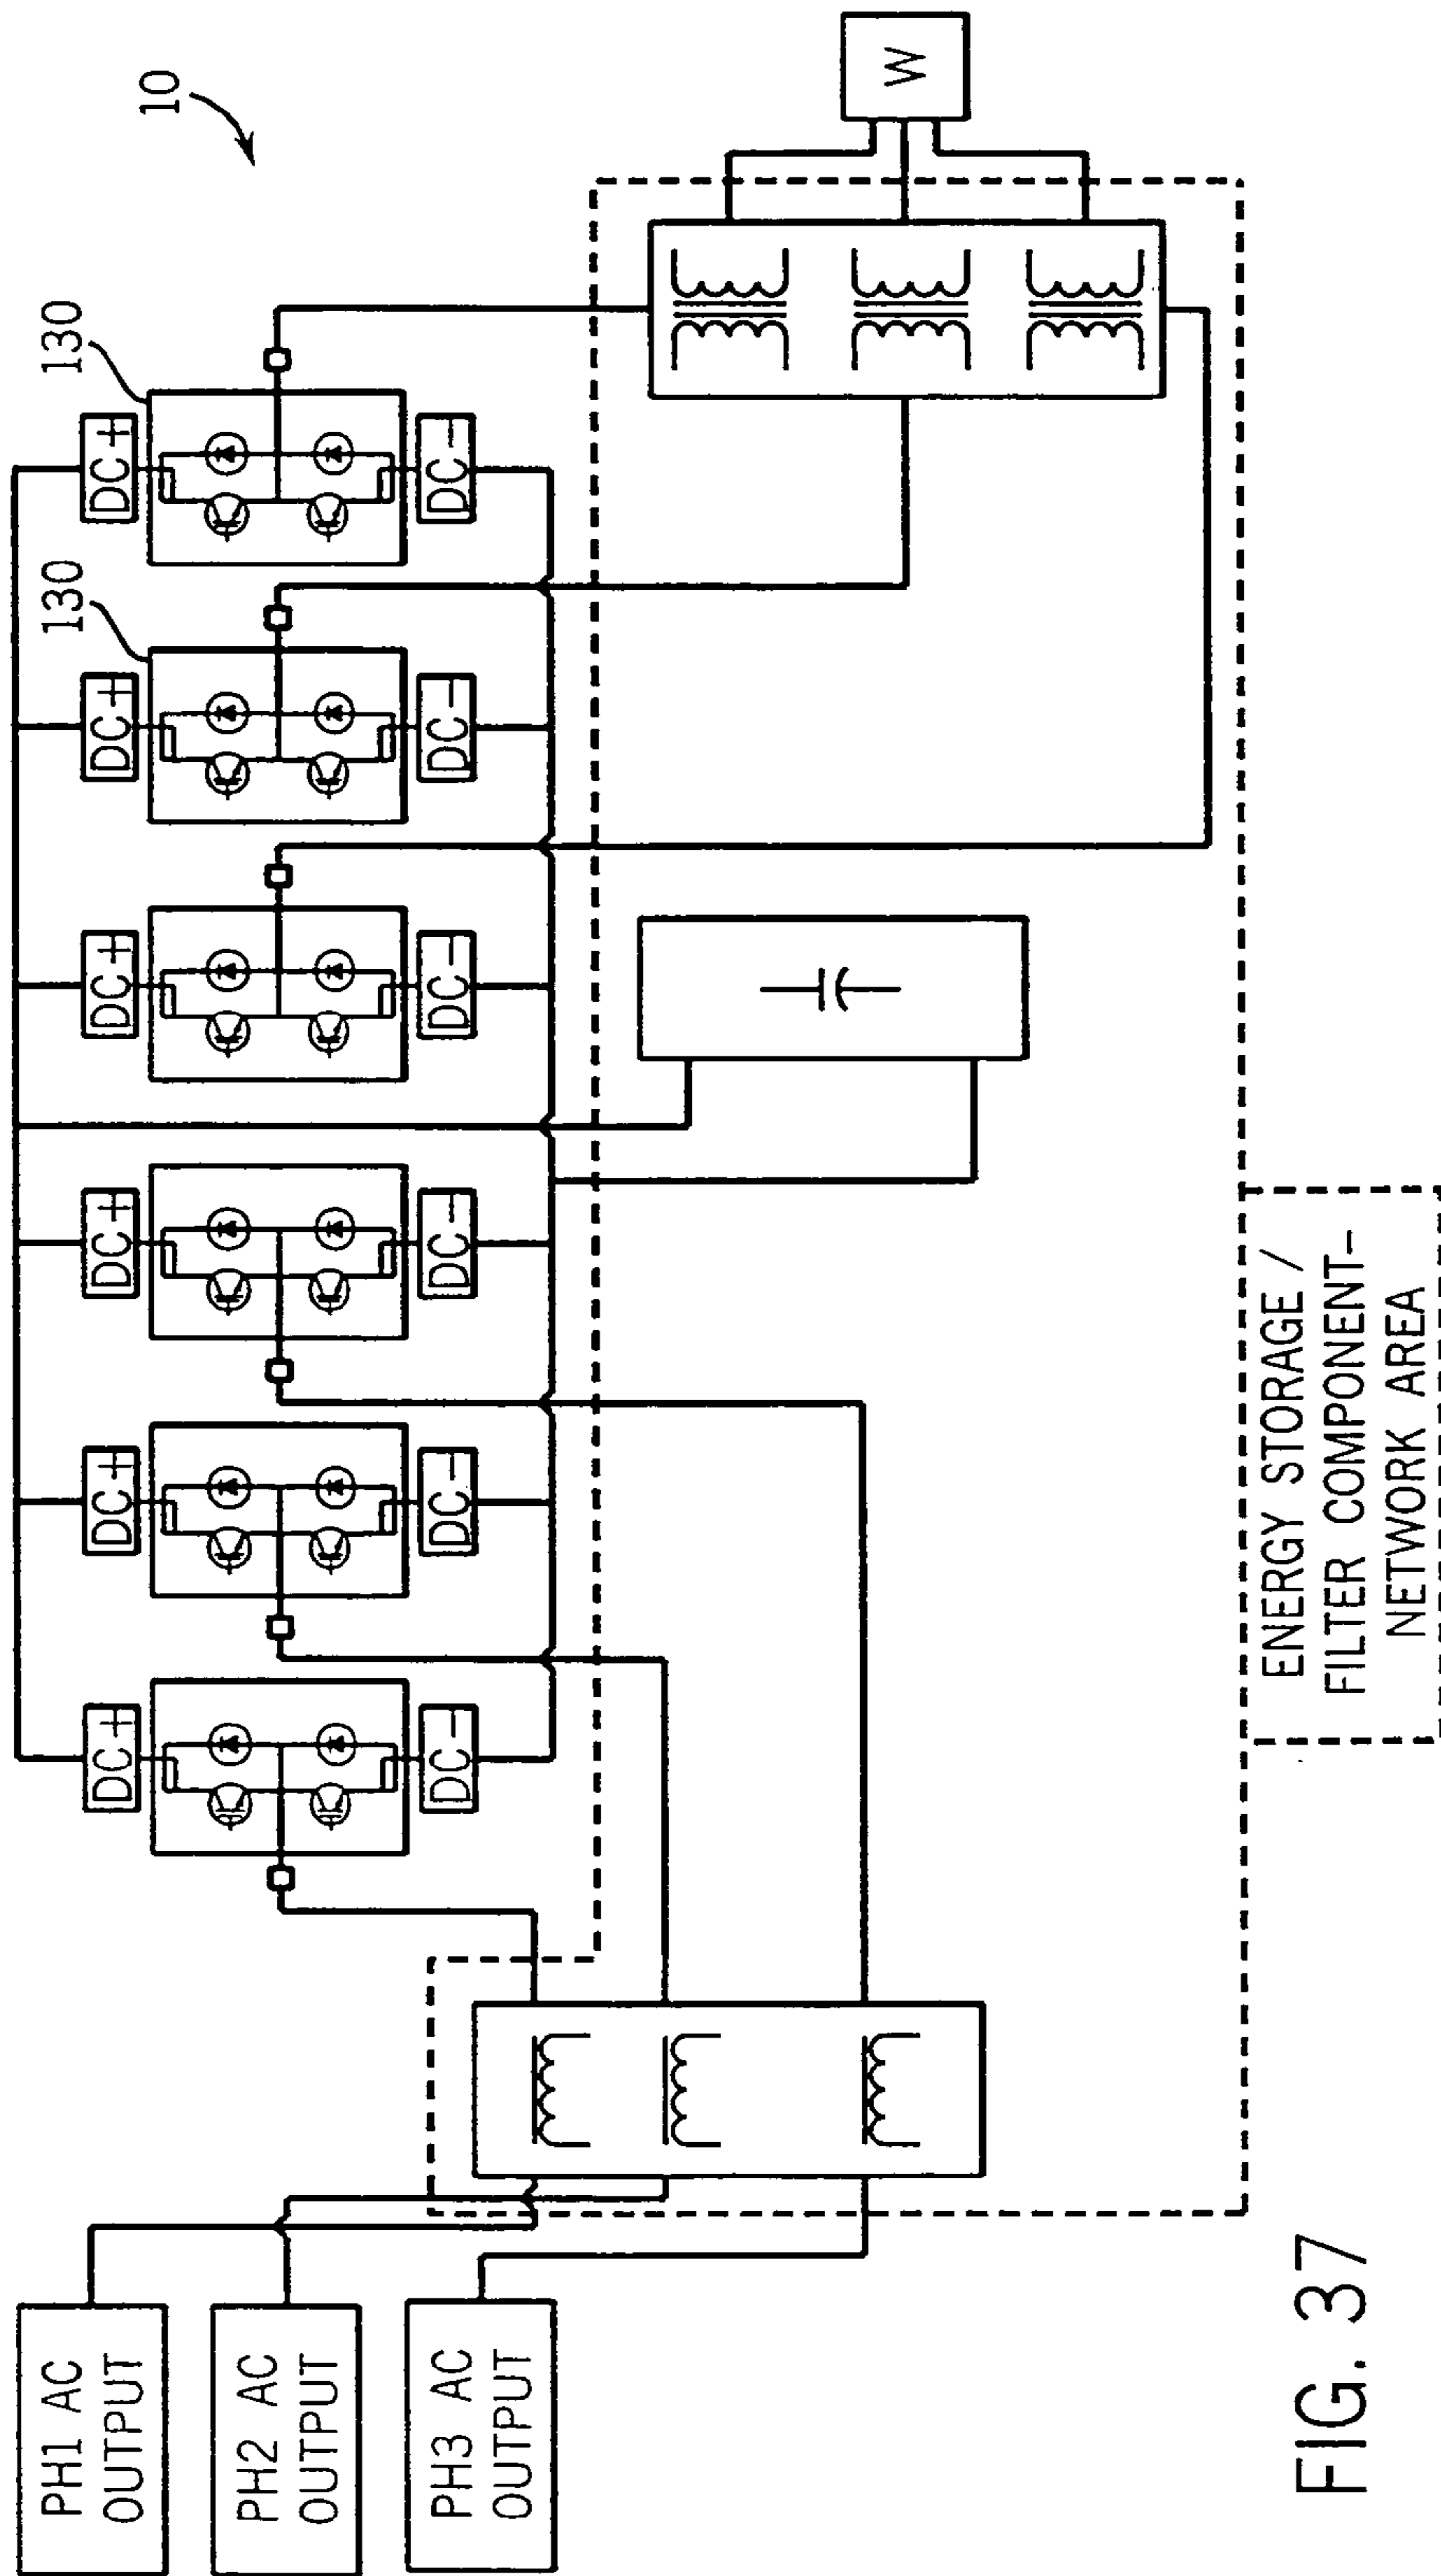 10
130
130
DC+
DC+
DC+
DC+
DC+
DC+
DC-
DC-
DC-
DC-
DC-
DC-
PH1 AC
OUTPUT
PH2 AC
OUTPUT
PH3 AC
OUTPUT
W
ENERGY STORAGE /
FILTER COMPONENT-
NETWORK AREA
FIG. 37